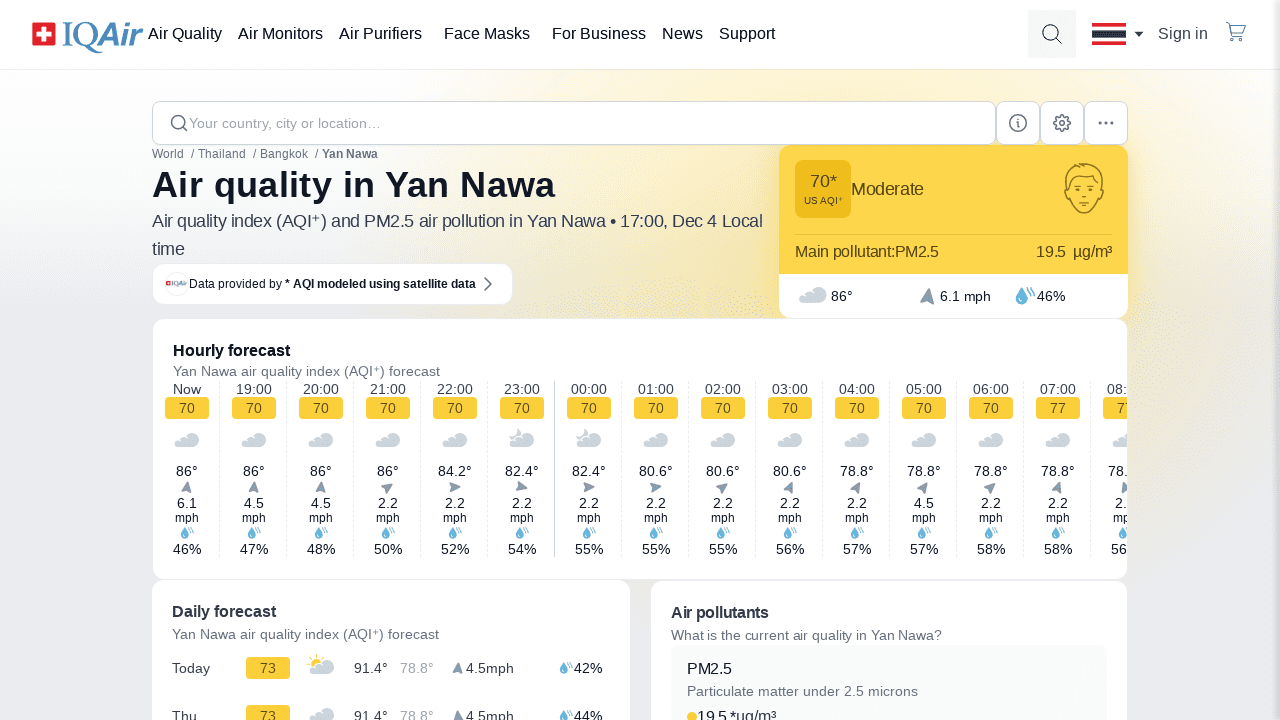 IQAir Air Quality Air Monitors Air Purifiers Face Masks For Business News Support Sign in
Your country, city or location…
World / Thailand / Bangkok / Yan Nawa
Air quality in Yan Nawa
Air quality index (AQI⁺) and PM2.5 air pollution in Yan Nawa • 17:00, Dec 4 Local
time
IQAir Data provided by * AQI modeled using satellite data
70*
US AQI⁺
Moderate
Main pollutant:PM2.5 19.5 µg/m³
86° 6.1 mph 46%
Hourly forecast
Yan Nawa air quality index (AQI⁺) forecast
Now 19:00 20:00 21:00 22:00 23:00 00:00 01:00 02:00 03:00 04:00 05:00 06:00 07:00
70 70 70 70 70 70 70 70 70 70 70 70 70 77
86° 86° 86° 86° 84.2° 82.4° 82.4° 80.6° 80.6° 80.6° 78.8° 78.8° 78.8° 78.8°
6.1 4.5 4.5 2.2 2.2 2.2 2.2 2.2 2.2 2.2 2.2 4.5 2.2 2.2
mph mph mph mph mph mph mph mph mph mph mph mph mph mph
46% 47% 48% 50% 52% 54% 55% 55% 55% 56% 57% 57% 58% 58%
Daily forecast
Yan Nawa air quality index (AQI⁺) forecast
Today 73 91.4° 78.8° 4.5mph 42%
Thu 73 91.4° 78.8° 4.5mph 44%
Air pollutants
What is the current air quality in Yan Nawa?
PM2.5
Particulate matter under 2.5 microns
19.5 *µg/m³